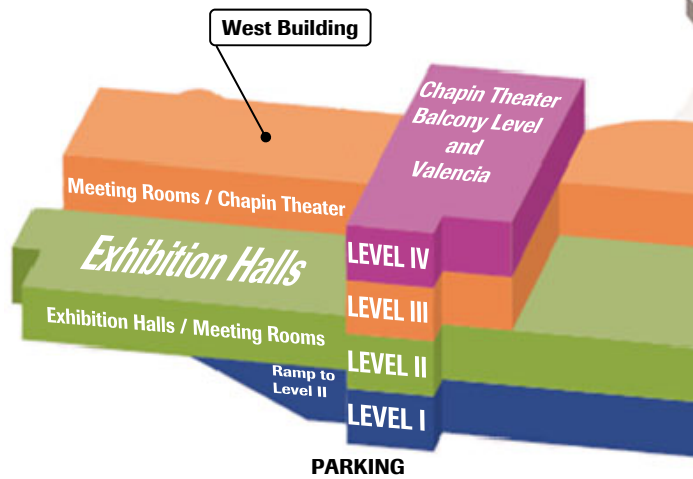 West Building
Chapin Theater
Balcony Level
and
Valencia
Meeting Rooms / Chapin Theater
Exhibition Halls
LEVEL IV
LEVEL III
Exhibition Halls / Meeting Rooms
LEVEL II
Ramp to
Level II
LEVEL I
PARKING